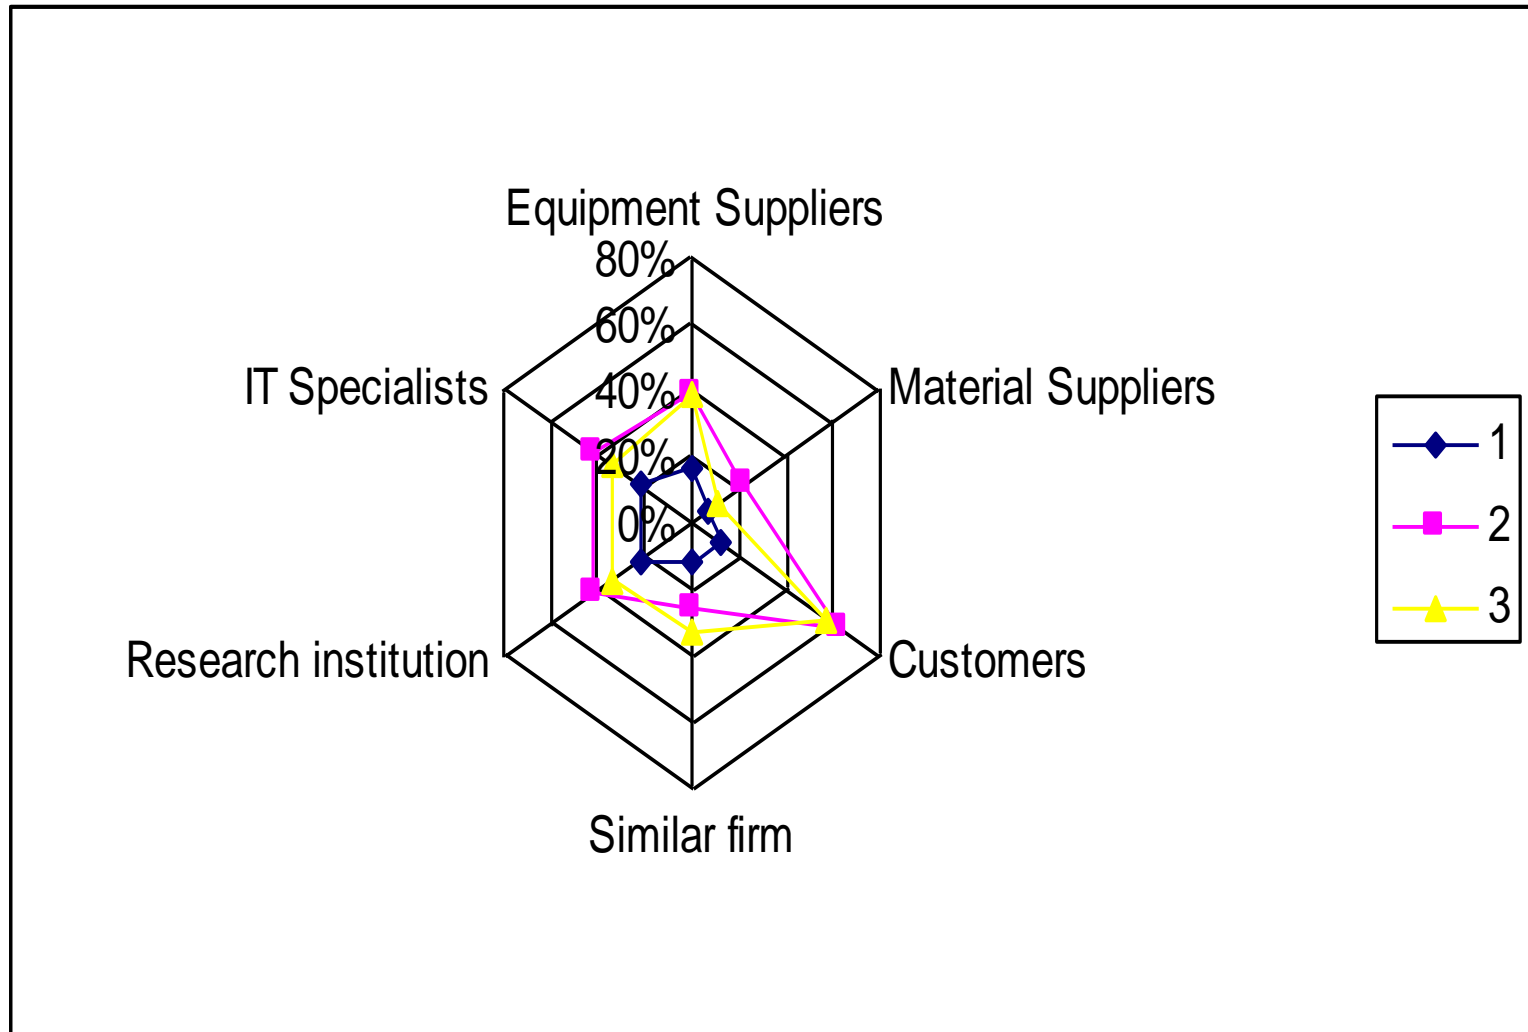 Equipment Suppliers
80%
60%
IT Specialists
40%
Material Suppliers
20%
0%
1
2
3
Research institution
Customers
Similar firm